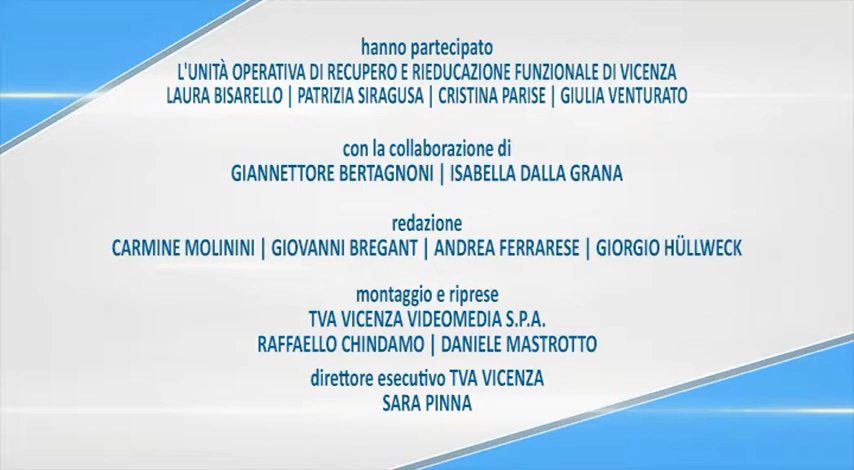 hanno partecipato
L'UNITÀ OPERATIVA DI RECUPERO E RIEDUCAZIONE FUNZIONALE DI VICENZA
LAURA BISARELLO | PATRIZIA SIRAGUSA | CRISTINA PARISE | GIULIA VENTURATO
con la collaborazione di
GIANNETTORE BERTAGNONI | ISABELLA DALLA GRANA
redazione
CARMINE MOLININI | GIOVANNI BREGANT | ANDREA FERRARESE | GIORGIO HÜLLWECK
montaggio e riprese
TVA VICENZA VIDEOMEDIA S.P.A.
RAFFAELLO CHINDAMO | DANIELE MASTROTTO
direttore esecutivo TVA VICENZA
SARA PINNA